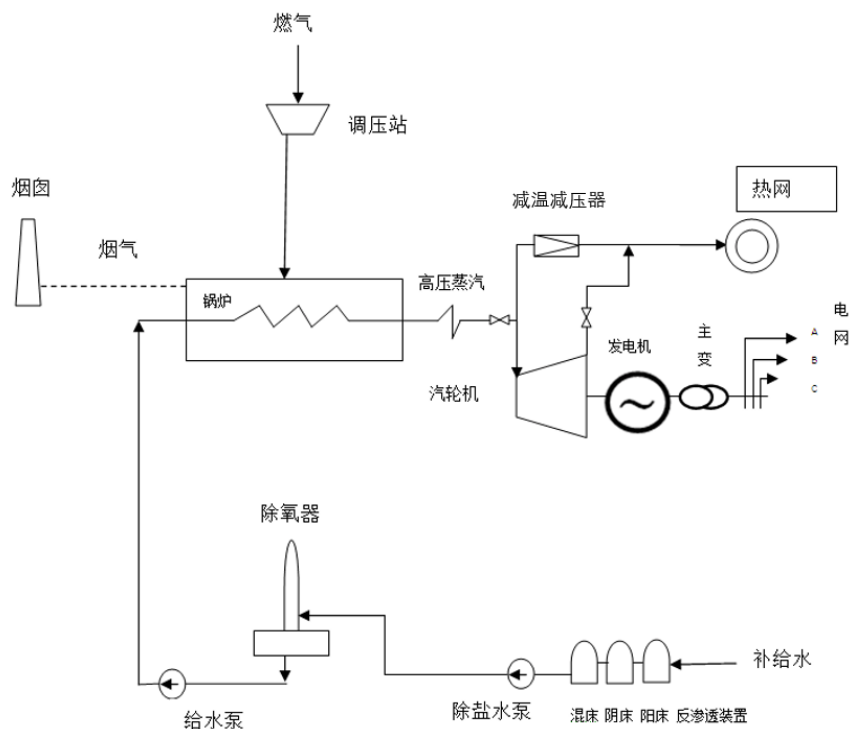 燃气
调压站
烟囱
烟气
减温减压器
热网
锅炉
高压蒸汽
汽轮机
发电机
主变
电网
A
B
C
除氧器
给水泵
除盐水泵
补给水
混床 阴床 阳床 反渗透装置